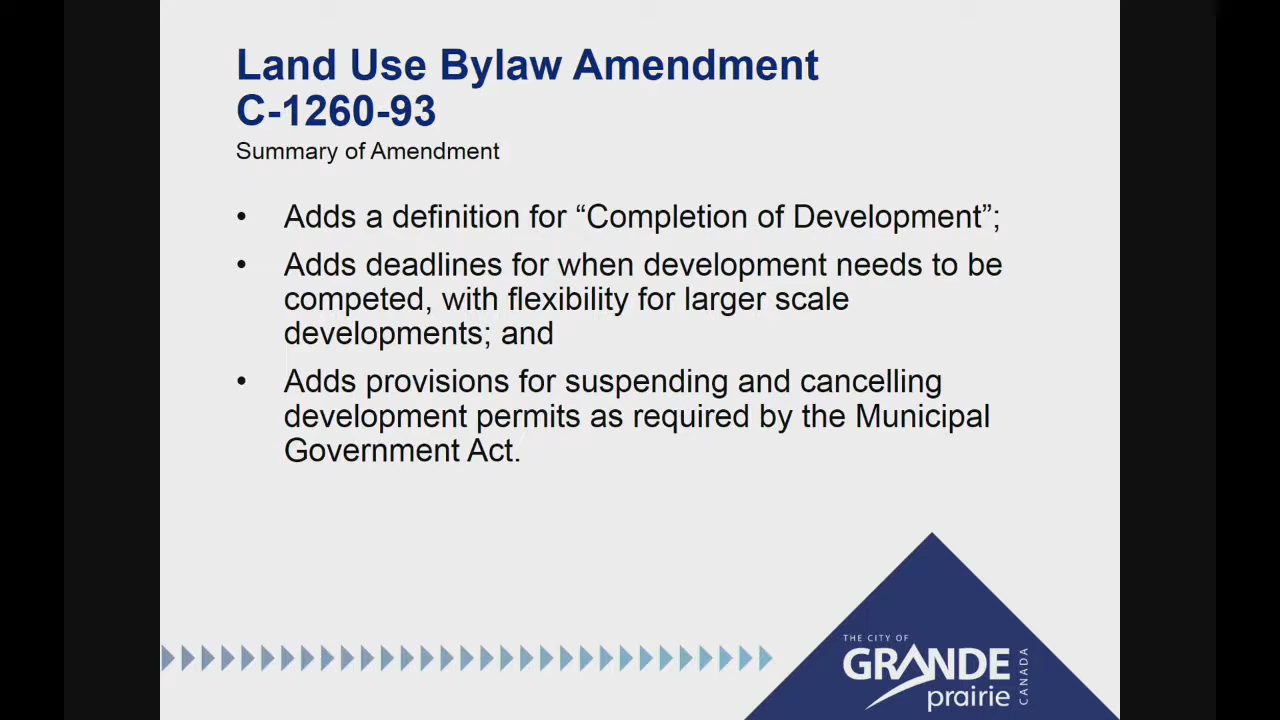 Land Use Bylaw Amendment
C-1260-93
Summary of Amendment
• Adds a definition for “Completion of Development”;
• Adds deadlines for when development needs to be
competed, with flexibility for larger scale
developments; and
• Adds provisions for suspending and cancelling
development permits as required by the Municipal
Government Act.
THE CITY OF
GRANDE
prairie
CANADA